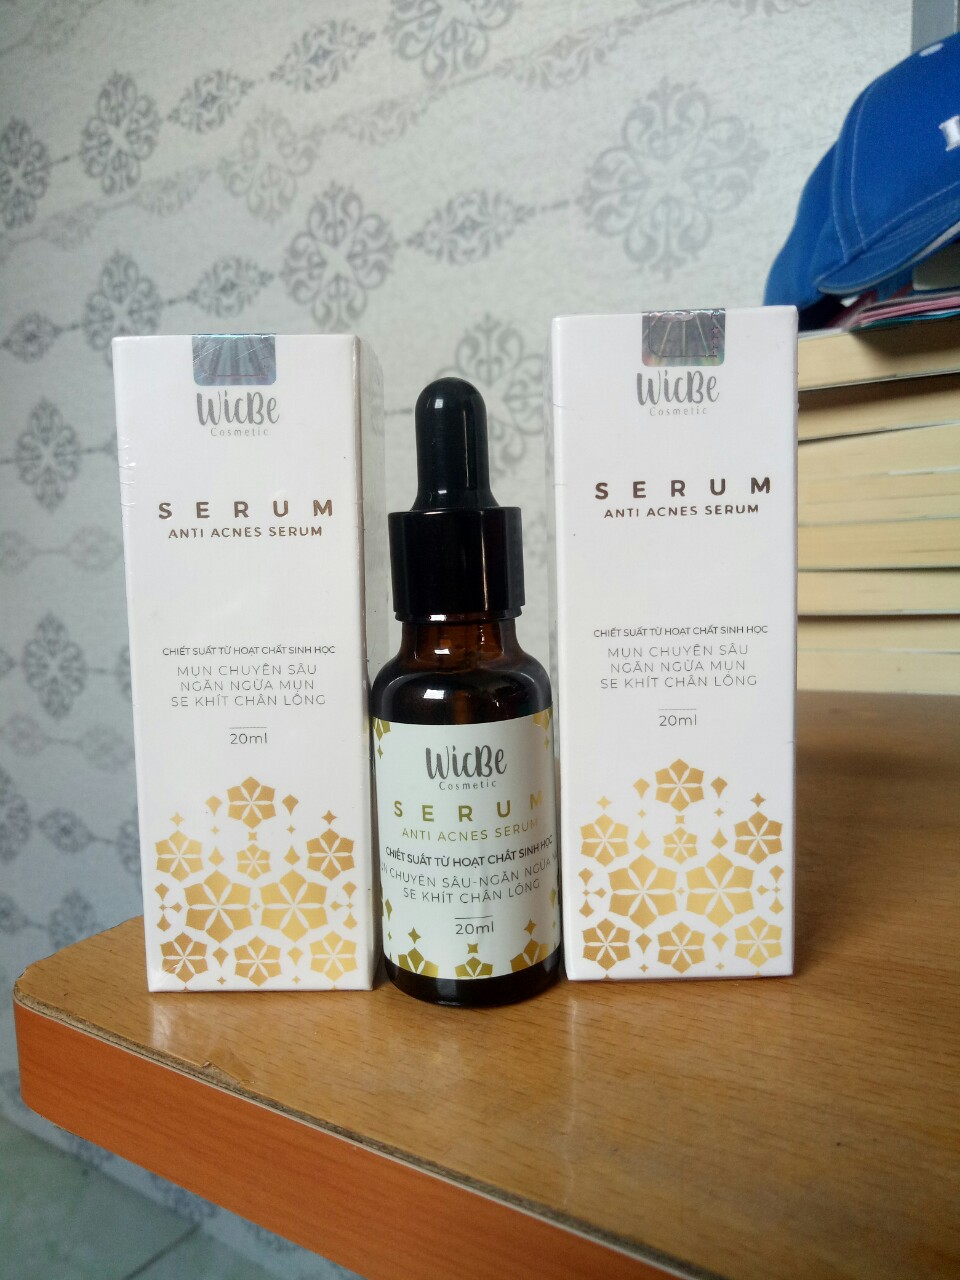 WicBe
Cosmetic
SERUM
ANTI ACNES SERUM
CHIẾT SUẤT TỪ HOẠT CHẤT SINH HỌC
MỤN CHUYÊN SÂU
NGĂN NGỪA MỤN
SE KHÍT CHÂN LÔNG
20ml
WicBe
Cosmetic
SERUM
ANTI ACNES SERUM
CHIẾT SUẤT TỪ HOẠT CHẤT SINH HỌC
CHUYÊN SÂU-NGĂN NGỪA
SE KHÍT CHÂN LÔNG
20ml
WicBe
Cosmetic
SERUM
ANTI ACNES SERUM
CHIẾT SUẤT TỪ HOẠT CHẤT SINH HỌC
MỤN CHUYÊN SÂU
NGĂN NGỪA MỤN
SE KHÍT CHÂN LÔNG
20ml